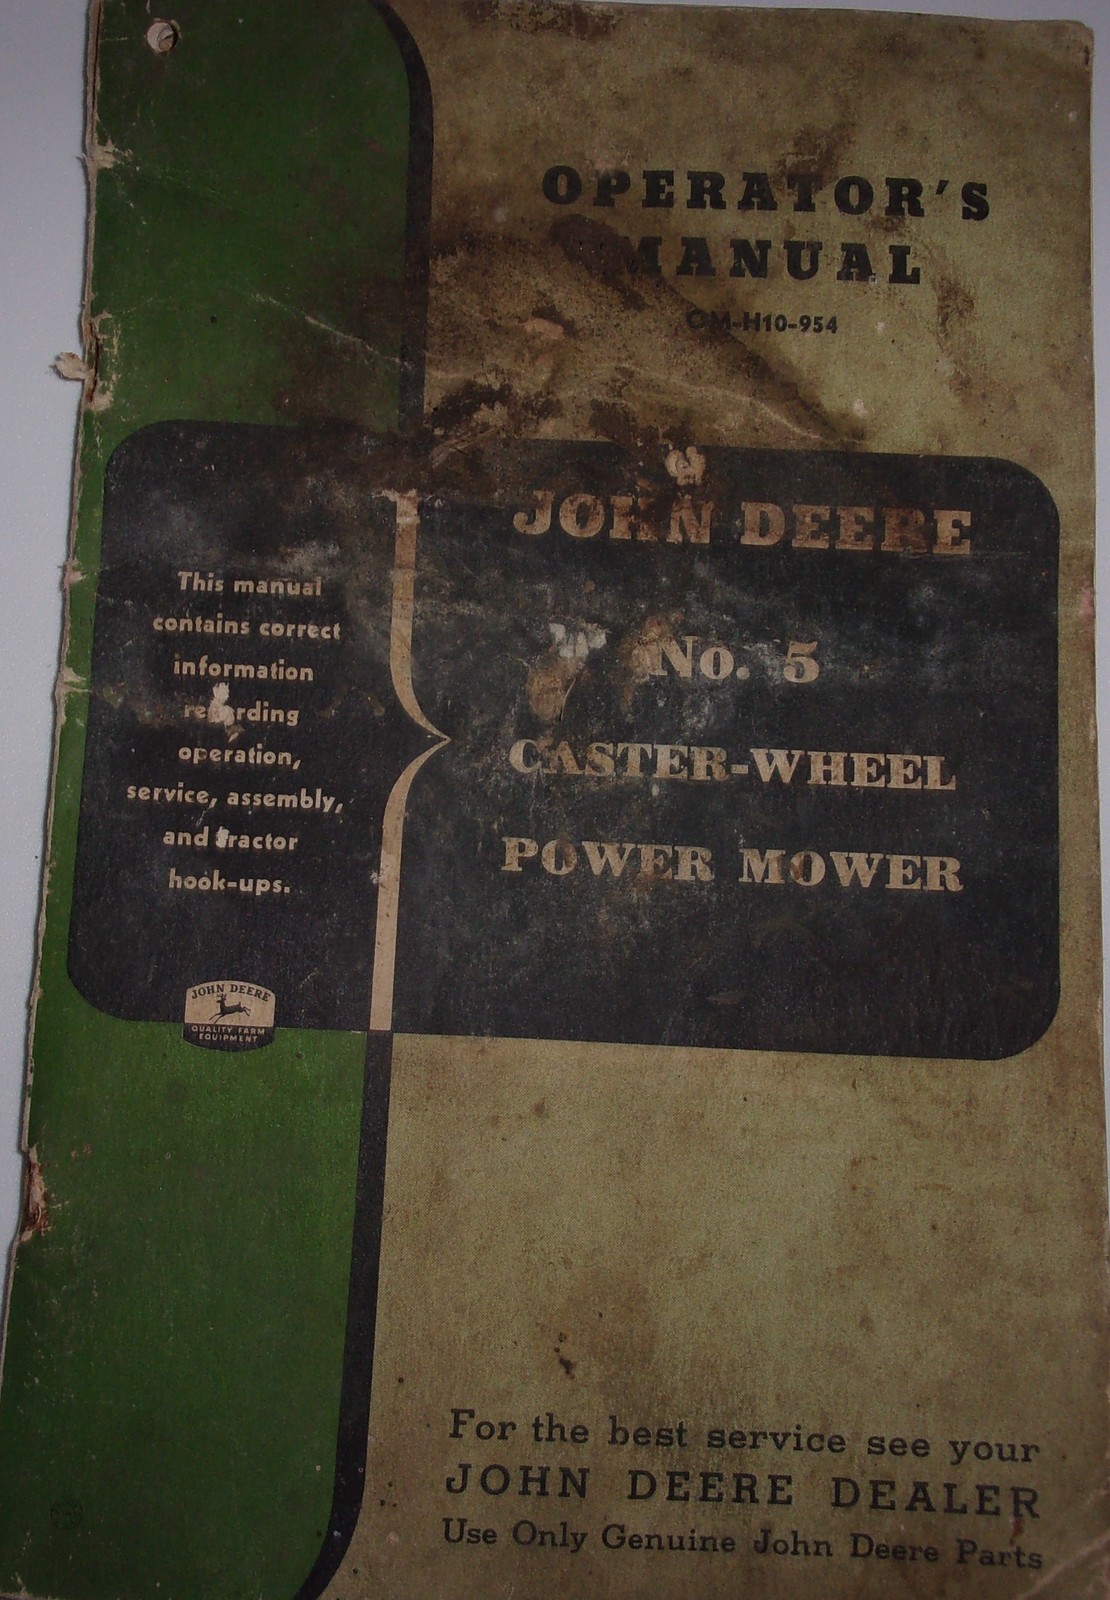 OPERATOR'S
MANUAL
OM-H10-954
This manual
contains correct
information
regarding
operation,
service, assembly,
and tractor
hook-ups.
JOHN DEERE
No. 5
CASTER-WHEEL
POWER MOWER
JOHN DEERE
QUALITY FARM
EQUIPMENT
For the best service see your
JOHN DEERE DEALER
Use Only Genuine John Deere Parts